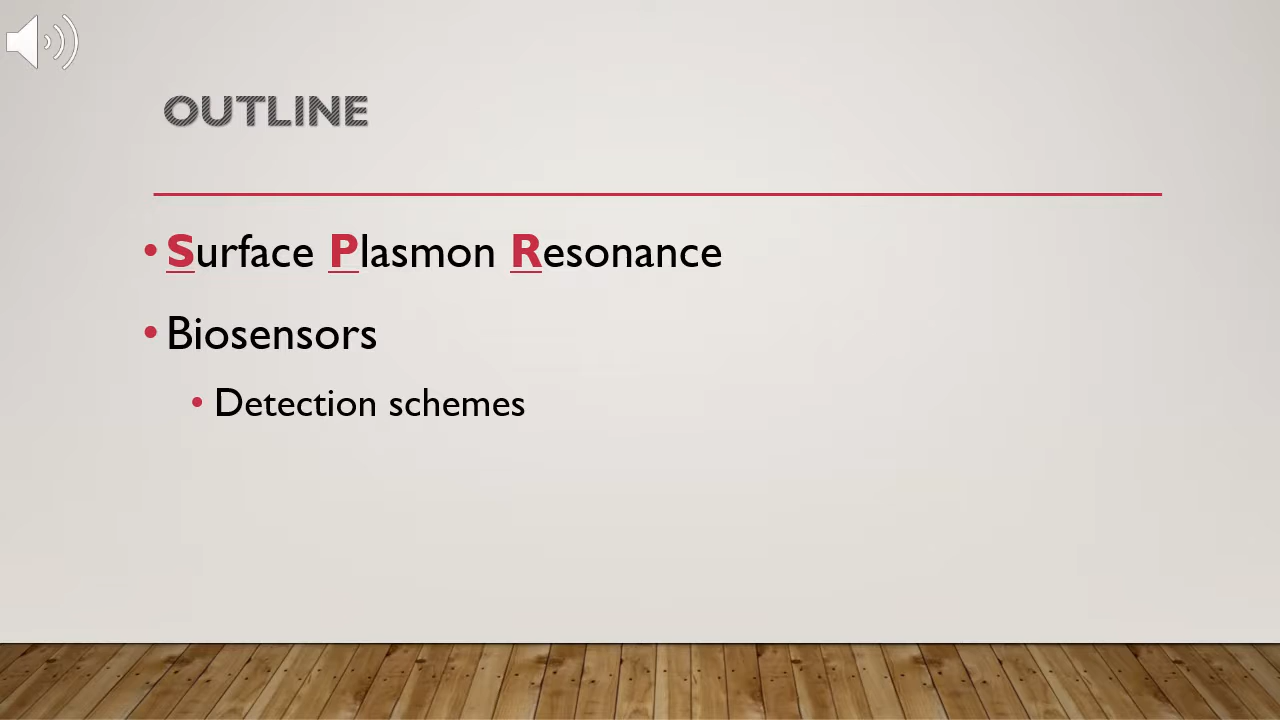 OUTLINE
• Surface Plasmon Resonance
• Biosensors
• Detection schemes